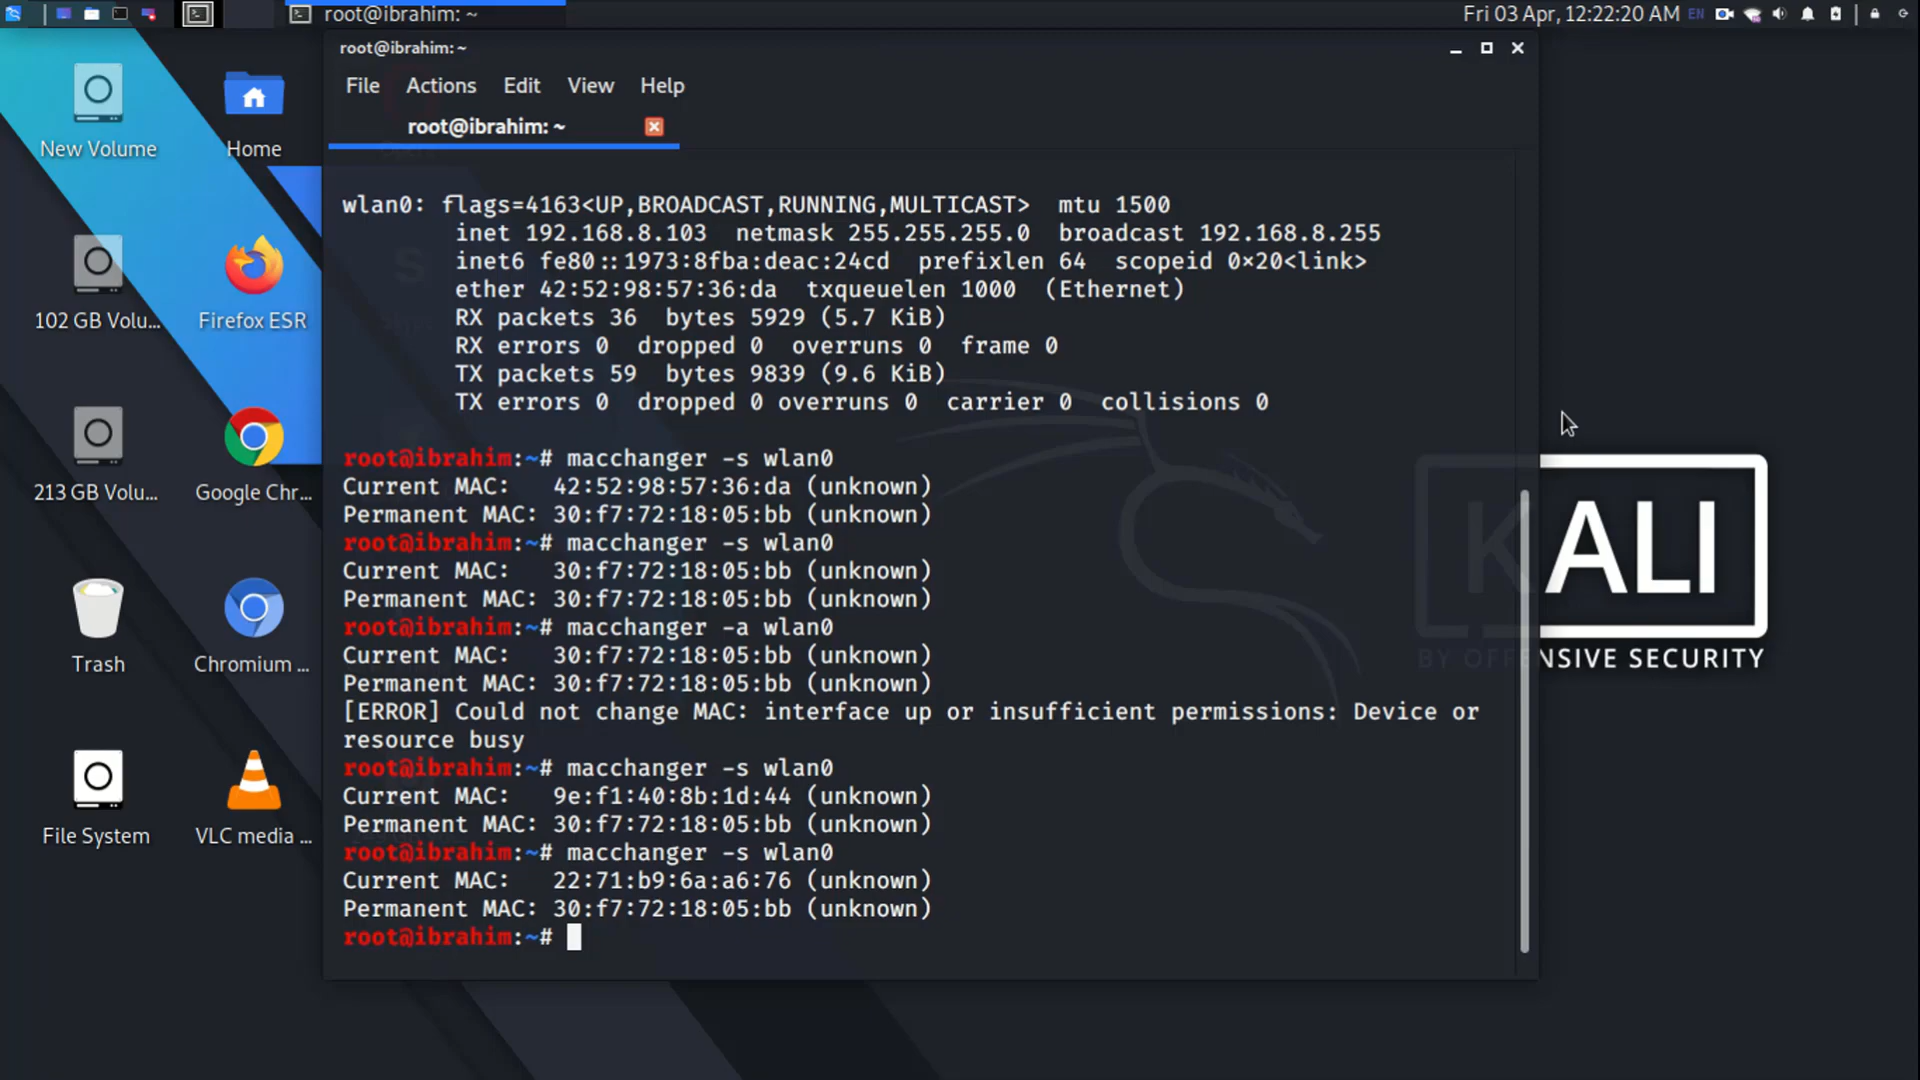 root@ibrahim: ~
Fri 03 Apr, 12:22:20 AM
EN
root@ibrahim:~
File Actions Edit View Help
root@ibrahim: ~
wlan0: flags=4163<UP,BROADCAST,RUNNING,MULTICAST>  mtu 1500
inet 192.168.8.103  netmask 255.255.255.0  broadcast 192.168.8.255
inet6 fe80::1973:8fba:deac:24cd  prefixlen 64  scopeid 0×20<link>
ether 42:52:98:57:36:da  txqueuelen 1000  (Ethernet)
RX packets 36  bytes 5929 (5.7 KiB)
RX errors 0  dropped 0  overruns 0  frame 0
TX packets 59  bytes 9839 (9.6 KiB)
TX errors 0  dropped 0 overruns 0  carrier 0  collisions 0
root@ibrahim:~# macchanger -s wlan0
Current MAC:   42:52:98:57:36:da (unknown)
Permanent MAC: 30:f7:72:18:05:bb (unknown)
root@ibrahim:~# macchanger -s wlan0
Current MAC:   30:f7:72:18:05:bb (unknown)
Permanent MAC: 30:f7:72:18:05:bb (unknown)
root@ibrahim:~# macchanger -a wlan0
Current MAC:   30:f7:72:18:05:bb (unknown)
Permanent MAC: 30:f7:72:18:05:bb (unknown)
[ERROR] Could not change MAC: interface up or insufficient permissions: Device or
resource busy
root@ibrahim:~# macchanger -s wlan0
Current MAC:   9e:f1:40:8b:1d:44 (unknown)
Permanent MAC: 30:f7:72:18:05:bb (unknown)
root@ibrahim:~# macchanger -s wlan0
Current MAC:   22:71:b9:6a:a6:76 (unknown)
Permanent MAC: 30:f7:72:18:05:bb (unknown)
root@ibrahim:~#
New Volume
Home
102 GB Volu...
Firefox ESR
213 GB Volu...
Google Chr...
Trash
Chromium ...
File System
VLC media ...
KALI
BY OFFENSIVE SECURITY